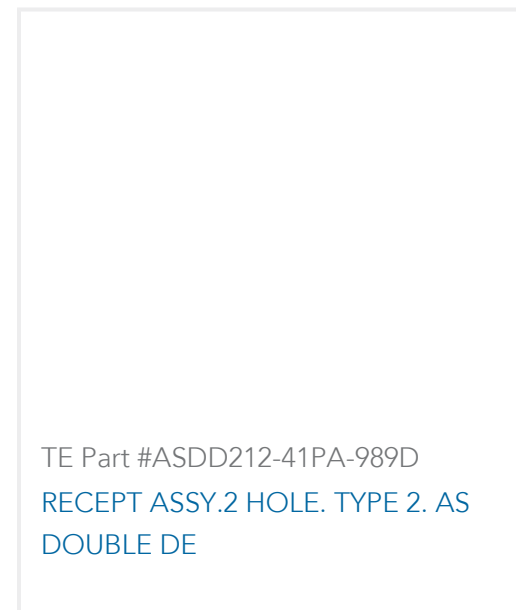 TE Part #ASDD212-41PA-989D
RECEPT ASSY.2 HOLE. TYPE 2. AS
DOUBLE DE